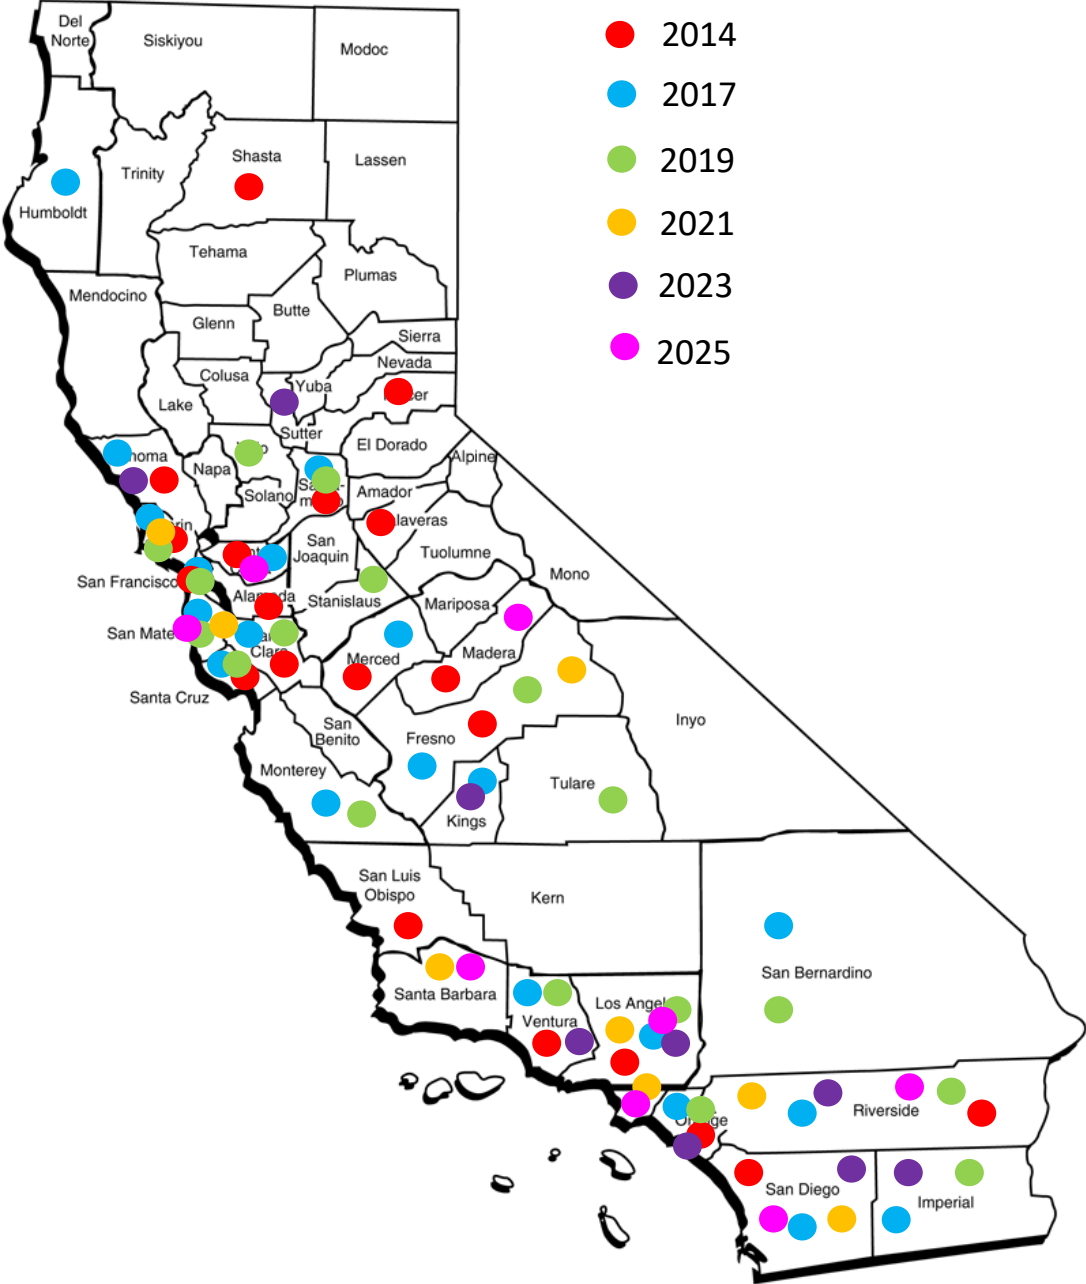 Del
Norte
Siskiyou
Modoc
2014
2017
2019
2021
2023
2025
Shasta
Lassen
Trinity
Humboldt
Tehama
Plumas
Mendocino
Butte
Glenn
Sierra
Nevada
Colusa
Yuba
Lake
Sutter
El Dorado
Alpine
Napa
Solano
Amador
San
Joaquin
Tuolumne
Mono
San Francisco
Stanislaus
Mariposa
San Mate
Clara
Merced
Madera
Santa Cruz
San
Benito
Fresno
Inyo
Monterey
Tulare
Kings
San Luis
Obispo
Kern
San Bernardino
Santa Barbara
Los Angel
Ventura
Riverside
San Diego
Imperial